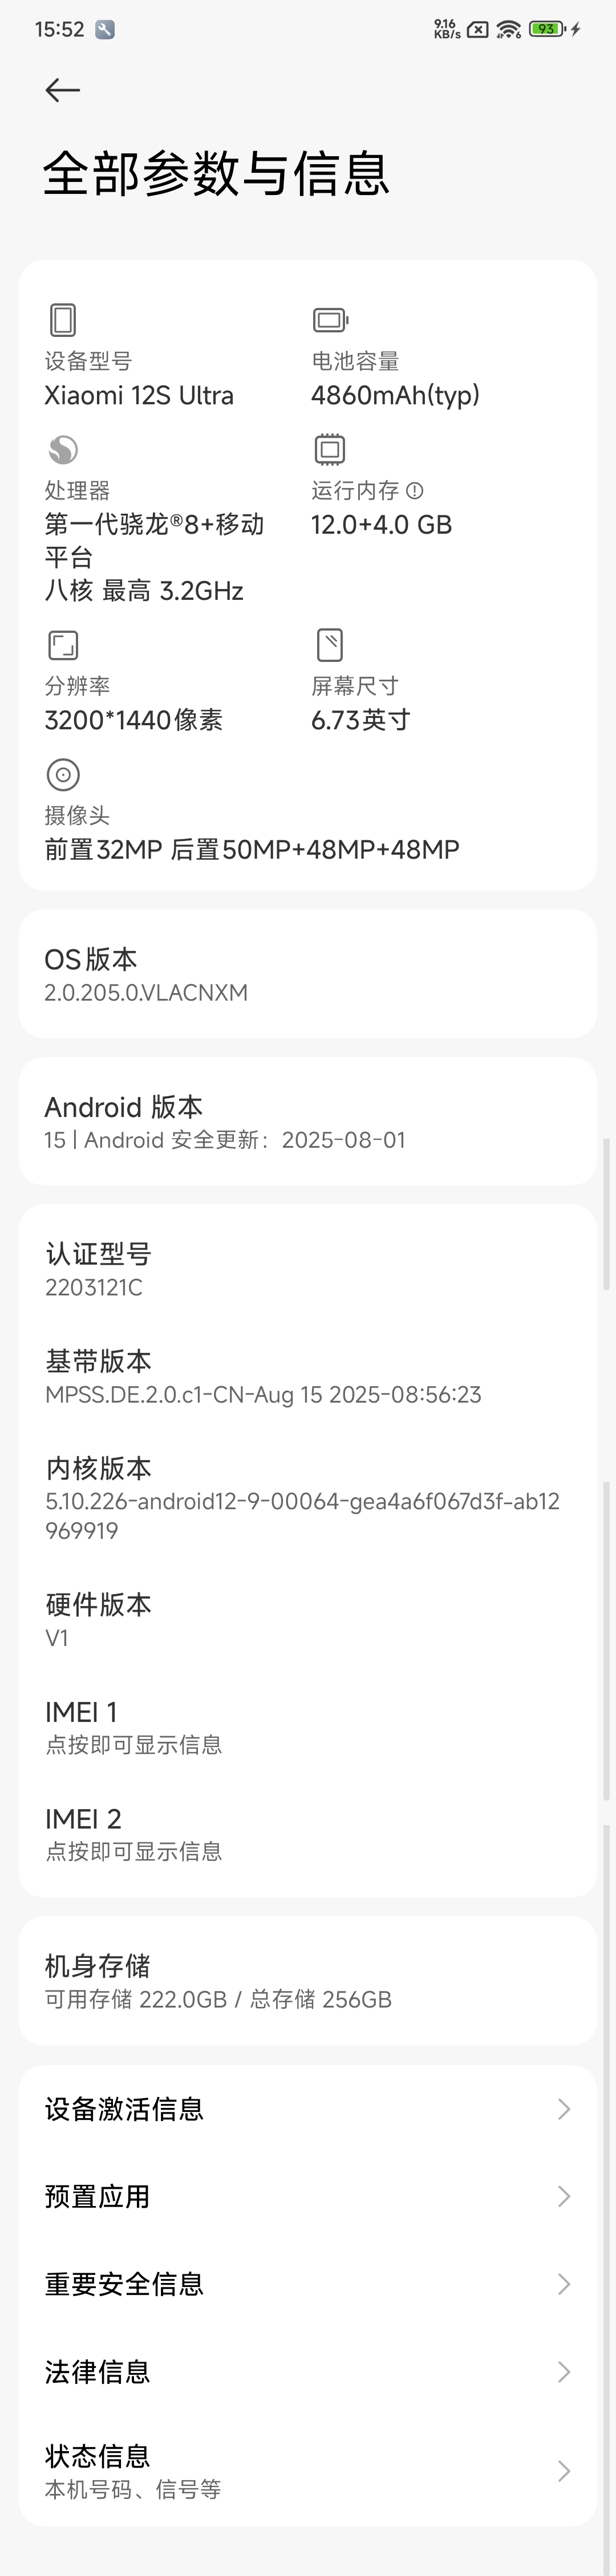 15:52
9.16
KB/s
6
93
全部参数与信息
设备型号
Xiaomi 12S Ultra
电池容量
4860mAh(typ)
处理器
第一代骁龙®8+移动
平台
八核 最高 3.2GHz
运行内存
12.0+4.0 GB
分辨率
3200*1440像素
屏幕尺寸
6.73英寸
摄像头
前置32MP 后置50MP+48MP+48MP
OS版本
2.0.205.0.VLACNXM
Android 版本
15 | Android 安全更新：2025-08-01
认证型号
2203121C
基带版本
MPSS.DE.2.0.c1-CN-Aug 15 2025-08:56:23
内核版本
5.10.226-android12-9-00064-gea4a6f067d3f-ab12
969919
硬件版本
V1
IMEI 1
点按即可显示信息
IMEI 2
点按即可显示信息
机身存储
可用存储 222.0GB / 总存储 256GB
设备激活信息
预置应用
重要安全信息
法律信息
状态信息
本机号码、信号等